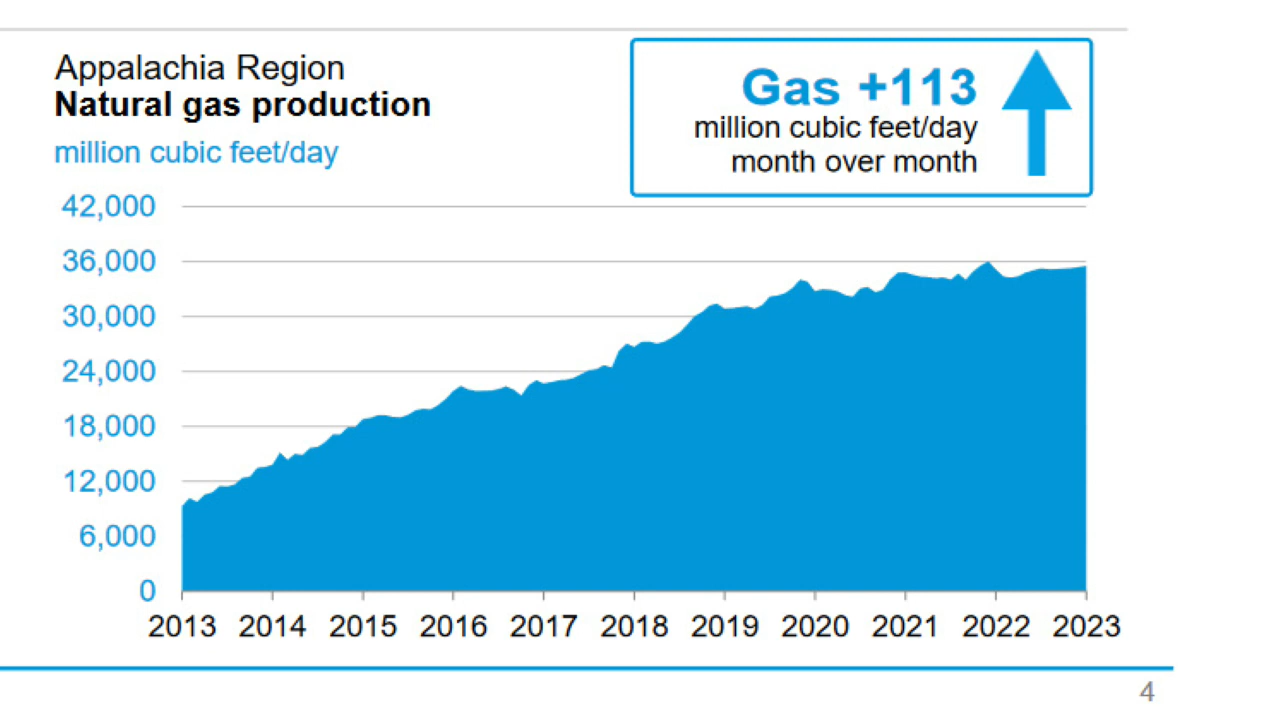 Appalachia Region
Natural gas production
million cubic feet/day
Gas +113
million cubic feet/day
month over month
42,000
36,000
30,000
24,000
18,000
12,000
6,000
0
2013 2014 2015 2016 2017 2018 2019 2020 2021 2022 2023
4